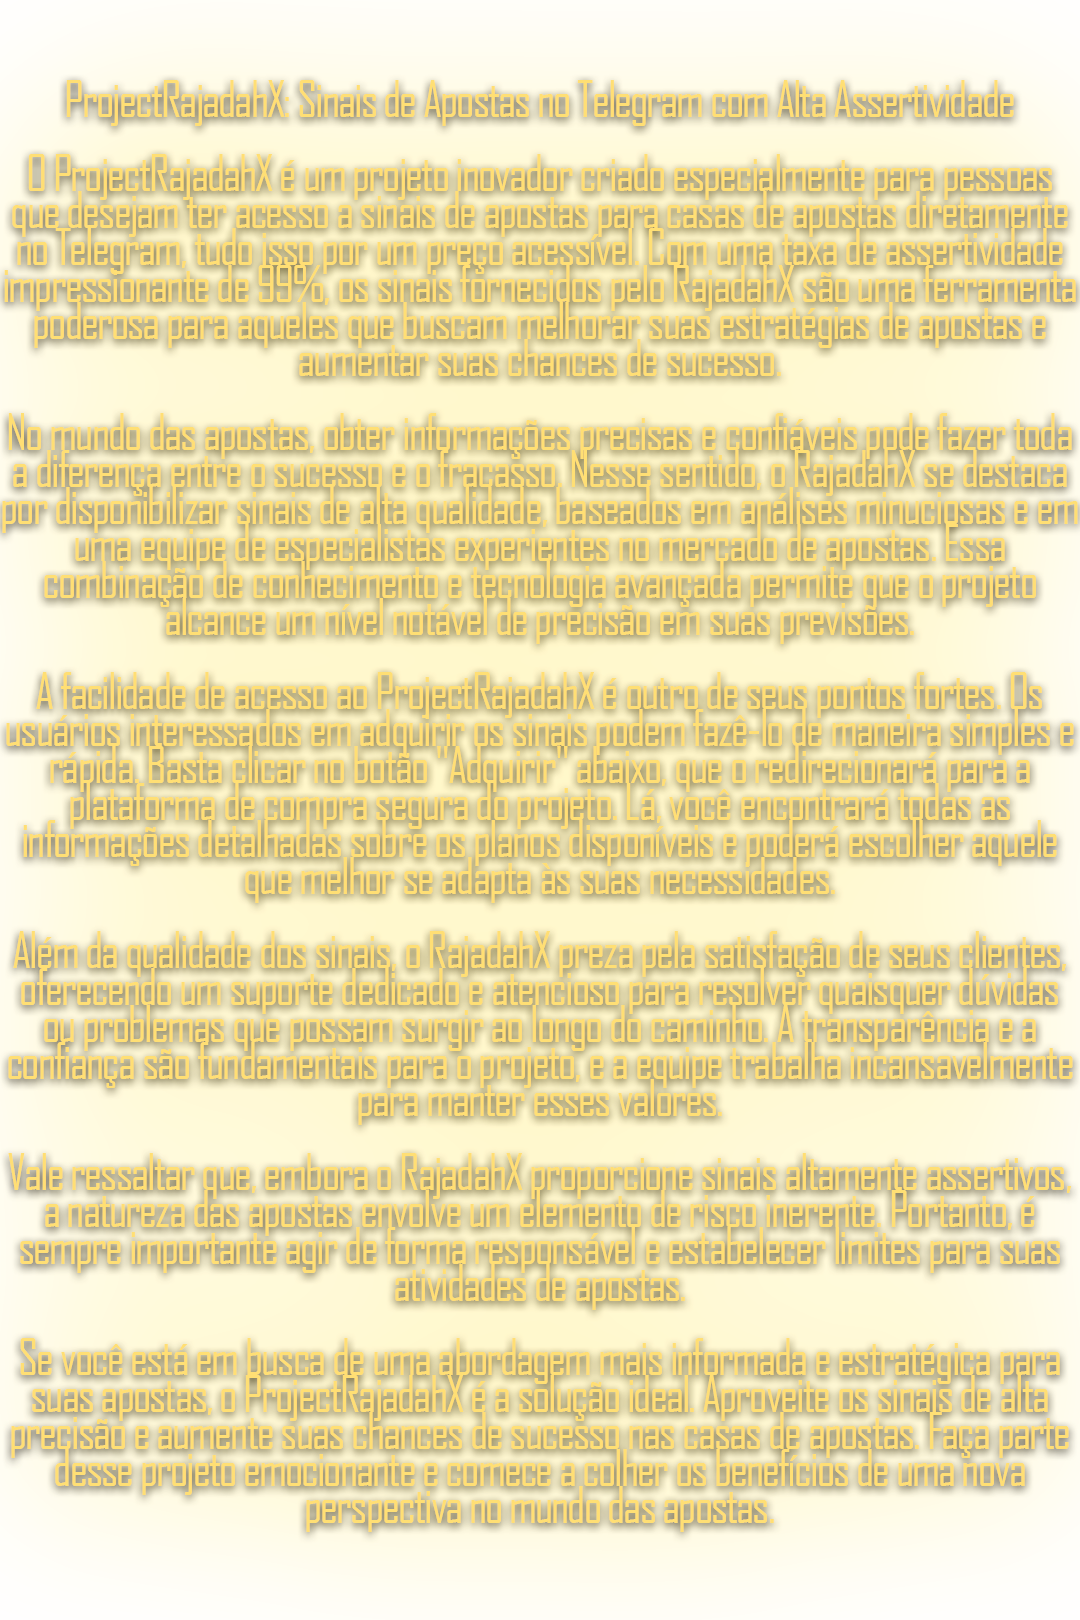 ProjectRajadahX: Sinais de Apostas no Telegram com Alta Assertividade
O ProjectRajadahX é um projeto inovador criado especialmente para pessoas
que desejam ter acesso a sinais de apostas para casas de apostas diretamente
no Telegram, tudo isso por um preço acessível. Com uma taxa de assertividade
impressionante de 99%, os sinais fornecidos pelo RajadahX são uma ferramenta
poderosa para aqueles que buscam melhorar suas estratégias de apostas e
aumentar suas chances de sucesso.
No mundo das apostas, obter informações precisas e confiáveis pode fazer toda
a diferença entre o sucesso e o fracasso. Nesse sentido, o RajadahX se destaca
por disponibilizar sinais de alta qualidade, baseados em análises minuciosas e em
uma equipe de especialistas experientes no mercado de apostas. Essa
combinação de conhecimento e tecnologia avançada permite que o projeto
alcance um nível notável de precisão em suas previsões.
A facilidade de acesso ao ProjectRajadahX é outro de seus pontos fortes. Os
usuários interessados em adquirir os sinais podem fazê-lo de maneira simples e
rápida. Basta clicar no botão "Adquirir" abaixo, que o redirecionará para a
plataforma de compra segura do projeto. Lá, você encontrará todas as
informações detalhadas sobre os planos disponíveis e poderá escolher aquele
que melhor se adapta às suas necessidades.
Além da qualidade dos sinais, o RajadahX preza pela satisfação de seus clientes,
oferecendo um suporte dedicado e atencioso para resolver quaisquer dúvidas
ou problemas que possam surgir ao longo do caminho. A transparência e a
confiança são fundamentais para o projeto, e a equipe trabalha incansavelmente
para manter esses valores.
Vale ressaltar que, embora o RajadahX proporcione sinais altamente assertivos,
a natureza das apostas envolve um elemento de risco inerente. Portanto, é
sempre importante agir de forma responsável e estabelecer limites para suas
atividades de apostas.
Se você está em busca de uma abordagem mais informada e estratégica para
suas apostas, o ProjectRajadahX é a solução ideal. Aproveite os sinais de alta
precisão e aumente suas chances de sucesso nas casas de apostas. Faça parte
desse projeto emocionante e comece a colher os benefícios de uma nova
perspectiva no mundo das apostas.